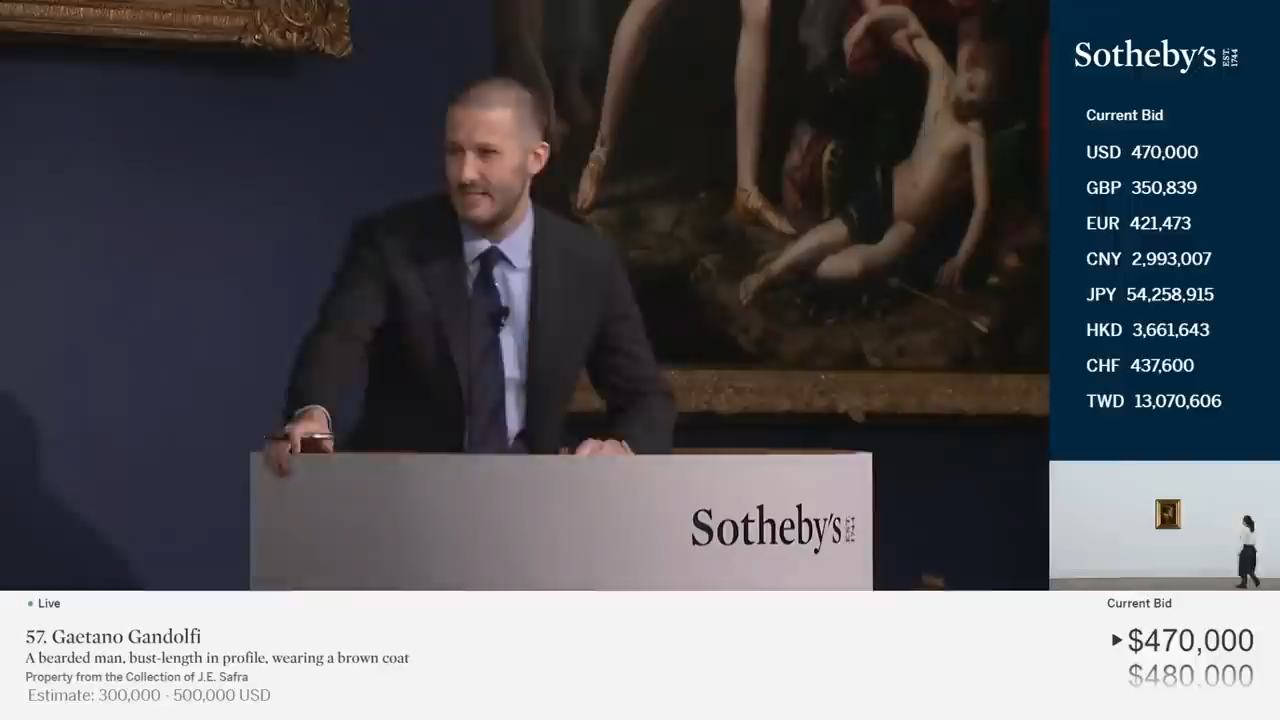 Sotheby's EST. 1744
Current Bid
USD 470,000
GBP 350,839
EUR 421,473
CNY 2,993,007
JPY 54,258,915
HKD 3,661,643
CHF 437,600
TWD 13,070,606
Sotheby's EST. 1744
• Live
57. Gaetano Gandolfi
A bearded man, bust-length in profile, wearing a brown coat
Property from the Collection of J.E. Safra
Estimate: 300,000 - 500,000 USD
Current Bid
$470,000
$480,000